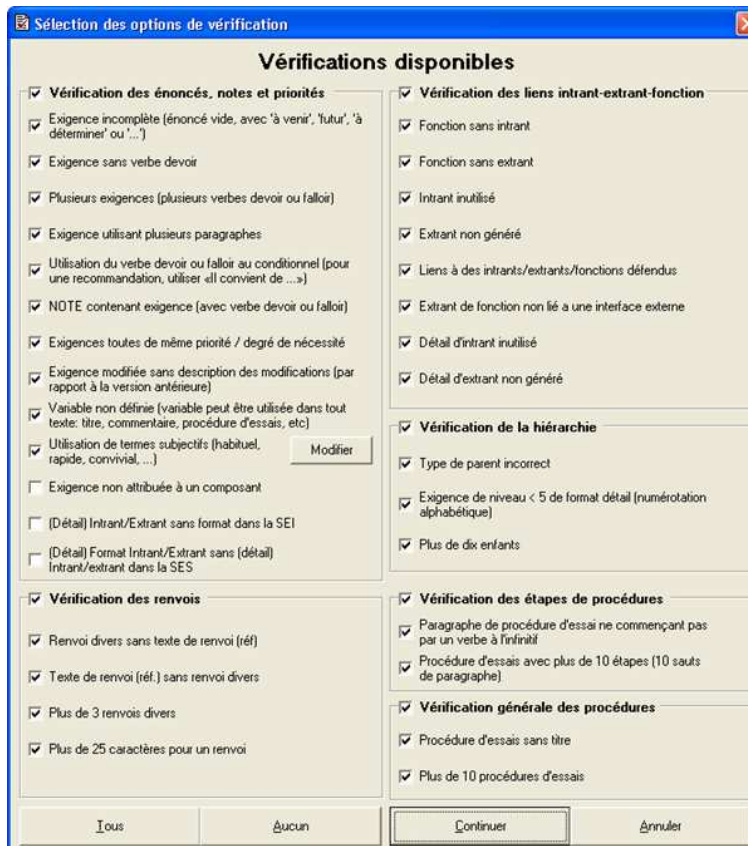 Sélection des options de vérification
Vérifications disponibles
Vérification des énoncés, notes et priorités
Exigence incomplète (énoncé vide, avec 'à venir', 'futur', 'à
déterminer' ou '...')
Exigence sans verbe devoir
Plusieurs exigences (plusieurs verbes devoir ou falloir)
Exigence utilisant plusieurs paragraphes
Utilisation du verbe devoir ou falloir au conditionnel (pour
une recommandation, utiliser «Il convient de ...»)
NOTE contenant exigence (avec verbe devoir ou falloir)
Exigences toutes de même priorité / degré de nécessité
Exigence modifiée sans description des modifications (par
rapport à la version antérieure)
Variable non définie (variable peut être utilisée dans tout
texte: titre, commentaire, procédure d'essais, etc)
Utilisation de termes subjectifs (habituel,
rapide, convivial, ...)
Modifier
Exigence non attribuée à un composant
(Détail) Intrant/Extrant sans format dans la SEI
(Détail) Format Intrant/Extrant sans (détail)
Intrant/extrant dans la SES
Vérification des renvois
Renvoi divers sans texte de renvoi (réf)
Texte de renvoi (réf.) sans renvoi divers
Plus de 3 renvois divers
Plus de 25 caractères pour un renvoi
Vérification des liens intrant-extrant-fonction
Fonction sans intrant
Fonction sans extrant
Intrant inutilisé
Extrant non généré
Liens à des intrants/extrants/fonctions défendus
Extrant de fonction non lié a une interface externe
Détail d'intrant inutilisé
Détail d'extrant non généré
Vérification de la hiérarchie
Type de parent incorrect
Exigence de niveau < 5 de format détail (numérotation
alphabétique)
Plus de dix enfants
Vérification des étapes de procédures
Paragraphe de procédure d'essai ne commençant pas
par un verbe à l'infinitif
Procédure d'essais avec plus de 10 étapes (10 sauts
de paragraphe)
Vérification générale des procédures
Procédure d'essais sans titre
Plus de 10 procédures d'essais
Tous
Aucun
Continuer
Annuler